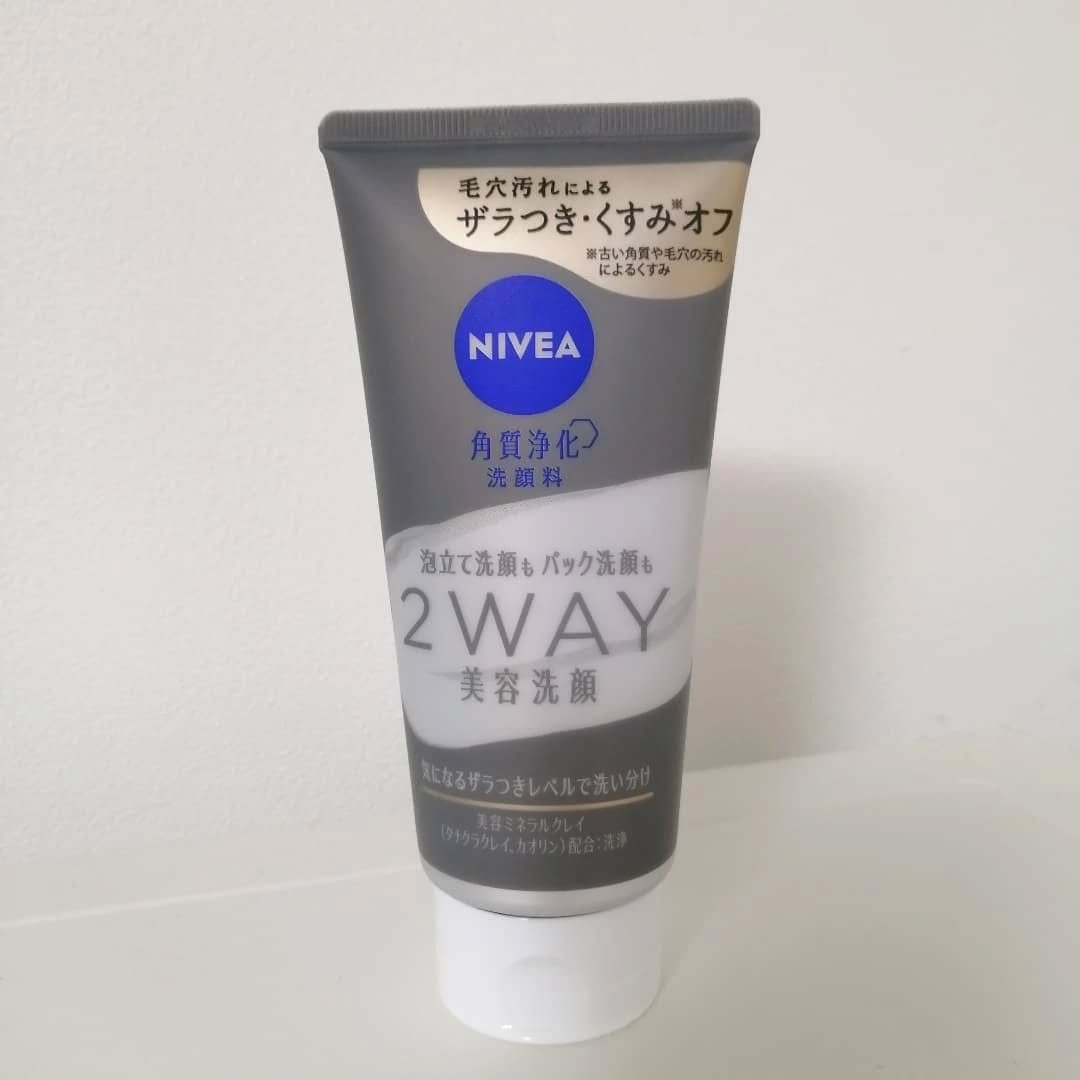 毛穴汚れによる
ザラつき・くすみ※オフ
※古い角質や毛穴の汚れ
によるくすみ
NIVEA
角質浄化
洗顔料
泡立て洗顔も パック洗顔も
2WAY
美容洗顔
気になるザラつきレベルで洗い分け
美容ミネラルクレイ
(タナクラクレイ、カオリン)配合:洗浄